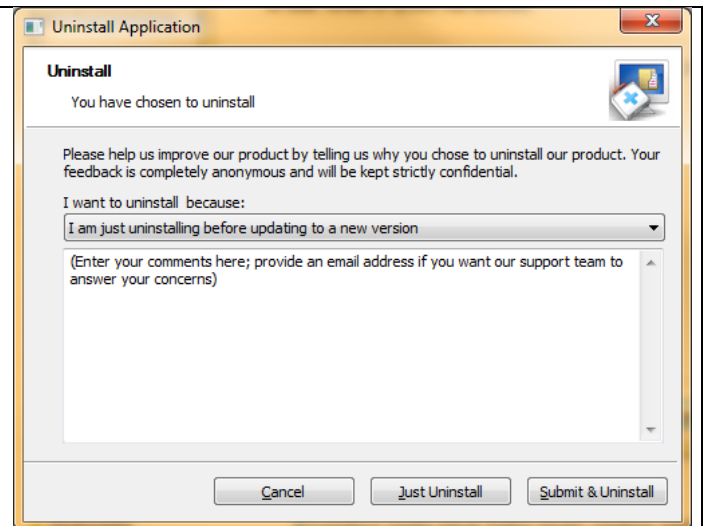 Uninstall Application
Uninstall
You have chosen to uninstall
Please help us improve our product by telling us why you chose to uninstall our product. Your
feedback is completely anonymous and will be kept strictly confidential.
I want to uninstall because:
I am just uninstalling before updating to a new version
(Enter your comments here; provide an email address if you want our support team to
answer your concerns)
Cancel Just Uninstall Submit & Uninstall